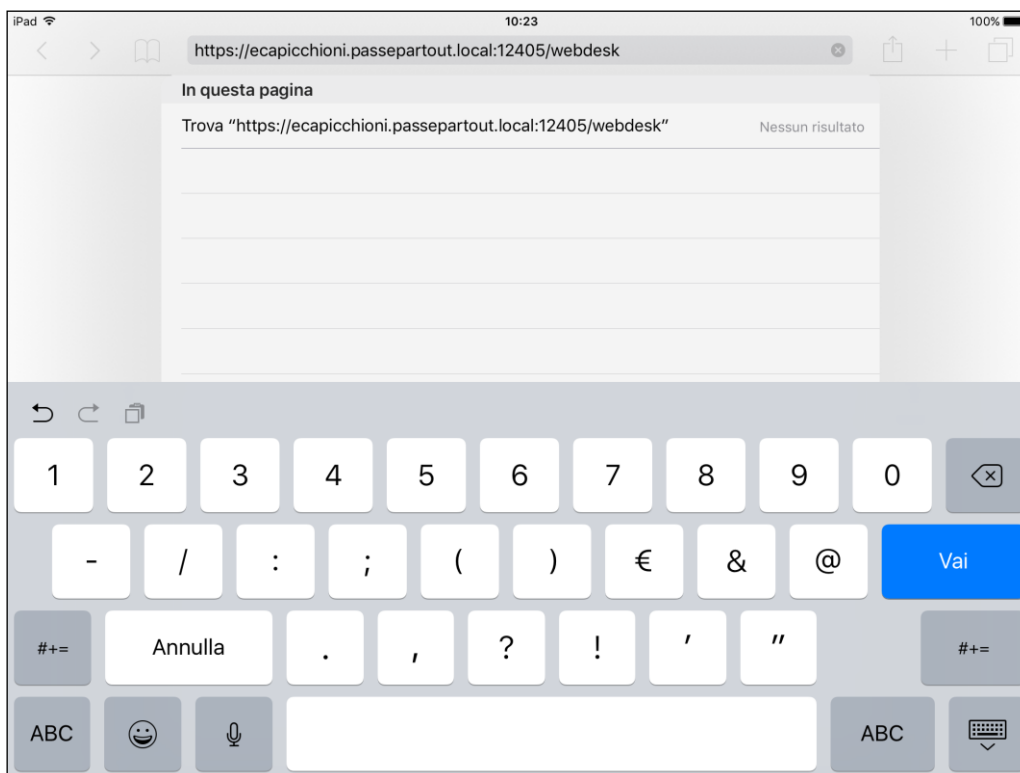 iPad 10:23 100%
https://ecapicchioni.passepartout.local:12405/webdesk
In questa pagina
Trova “https://ecapicchioni.passepartout.local:12405/webdesk” Nessun risultato
1 2 3 4 5 6 7 8 9 0
- / : ; ( ) € & @ Vai
#+= Annulla . , ? ! ' " #+=
ABC ABC